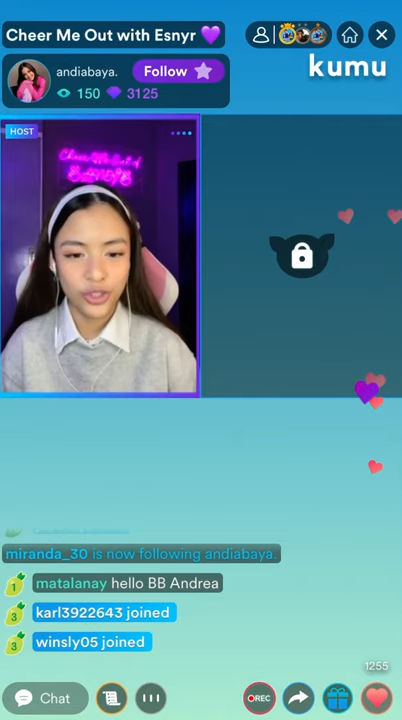 Cheer Me Out with Esnyr 💜
kumu
andiabaya.
Follow
150 3125
HOST
miranda_30 is now following andiabaya.
1 matalanay hello BB Andrea
3 karl3922643 joined
3 winsly05 joined
1255
Chat
REC